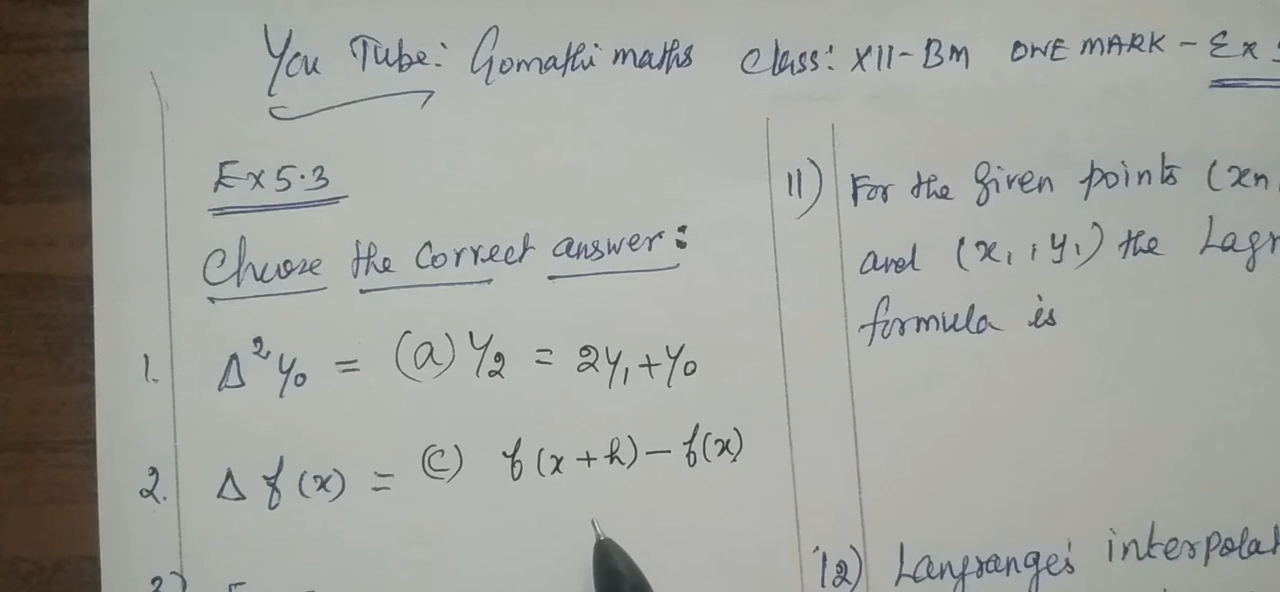 You Tube: Gomathi maths Class: XII-BM ONE MARK - Ex
Ex 5.3
Choose the correct answer:
1. Δ²y₀ = (a) y₂ = 2y₁+y₀
2. Δ f(x) = (c) f(x+h)-f(x)
11) For the given points (xn,
and (x₁, y₁) the Lagr
formula is
12) Langrange's interpolat